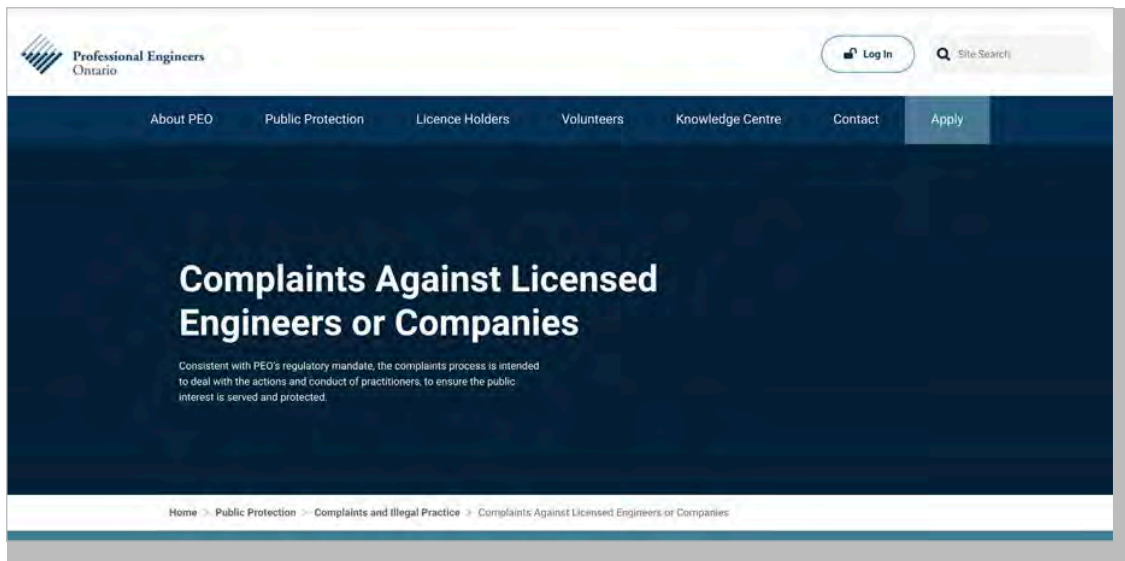 Professional Engineers
Ontario
Log In
Site Search
About PEO Public Protection Licence Holders Volunteers Knowledge Centre Contact Apply
Complaints Against Licensed
Engineers or Companies
Consistent with PEO's regulatory mandate, the complaints process is intended
to deal with the actions and conduct of practitioners, to ensure the public
interest is served and protected.
Home > Public Protection > Complaints and Illegal Practice > Complaints Against Licensed Engineers or Companies